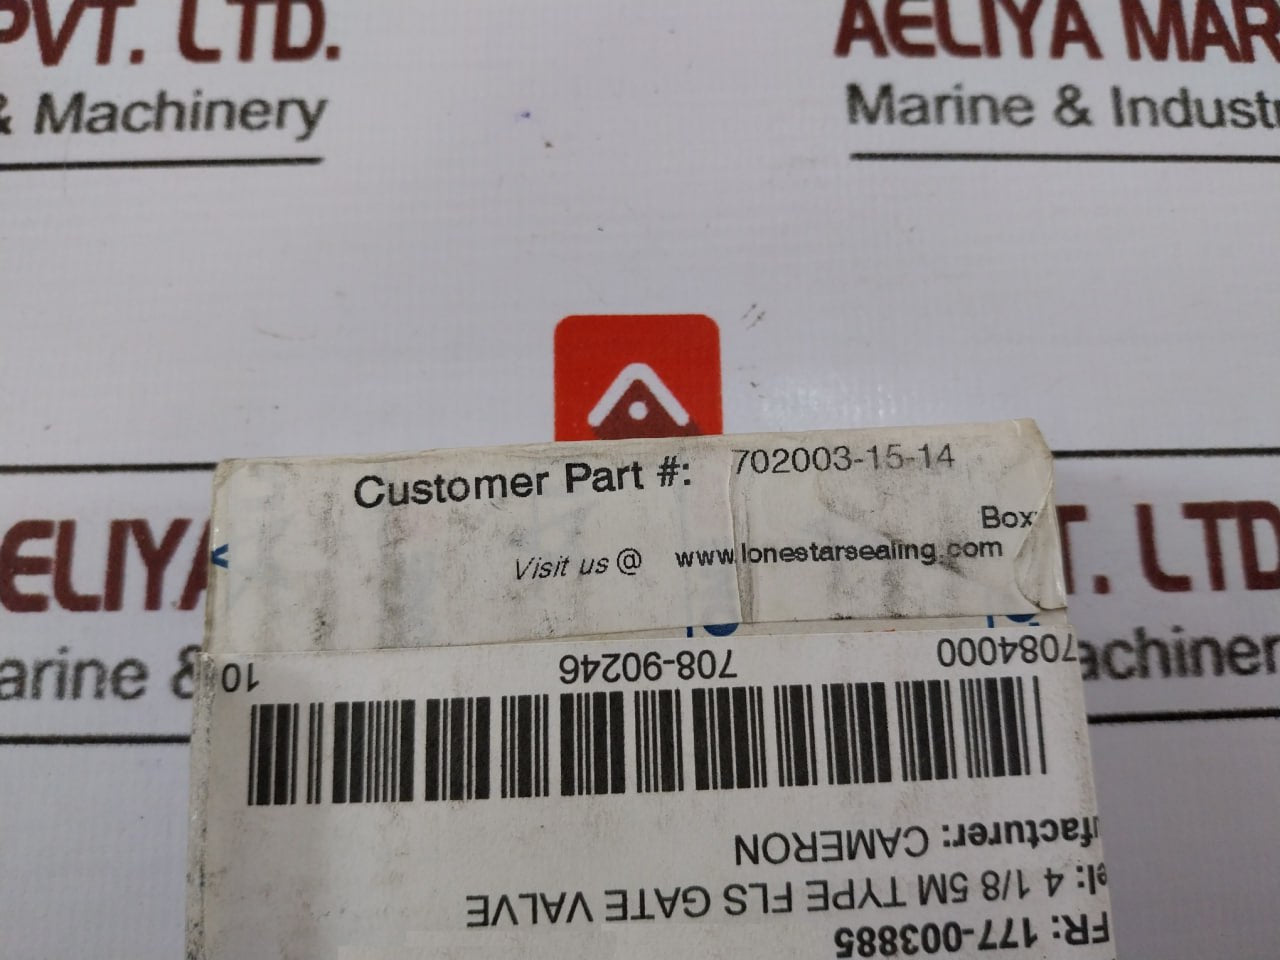 PVT. LTD.
& Machinery
AELIYA MAR
Marine & Industr
Customer Part #: 702003-15-14
Box
Visit us @ www.lonestarsealing.com
ELIYA
T. LTD
arine &
achiner
7084000 708-90246 10
facturer: CAMERON
el: 4 1/8 5M TYPE FLS GATE VALVE
FR: 177-003885